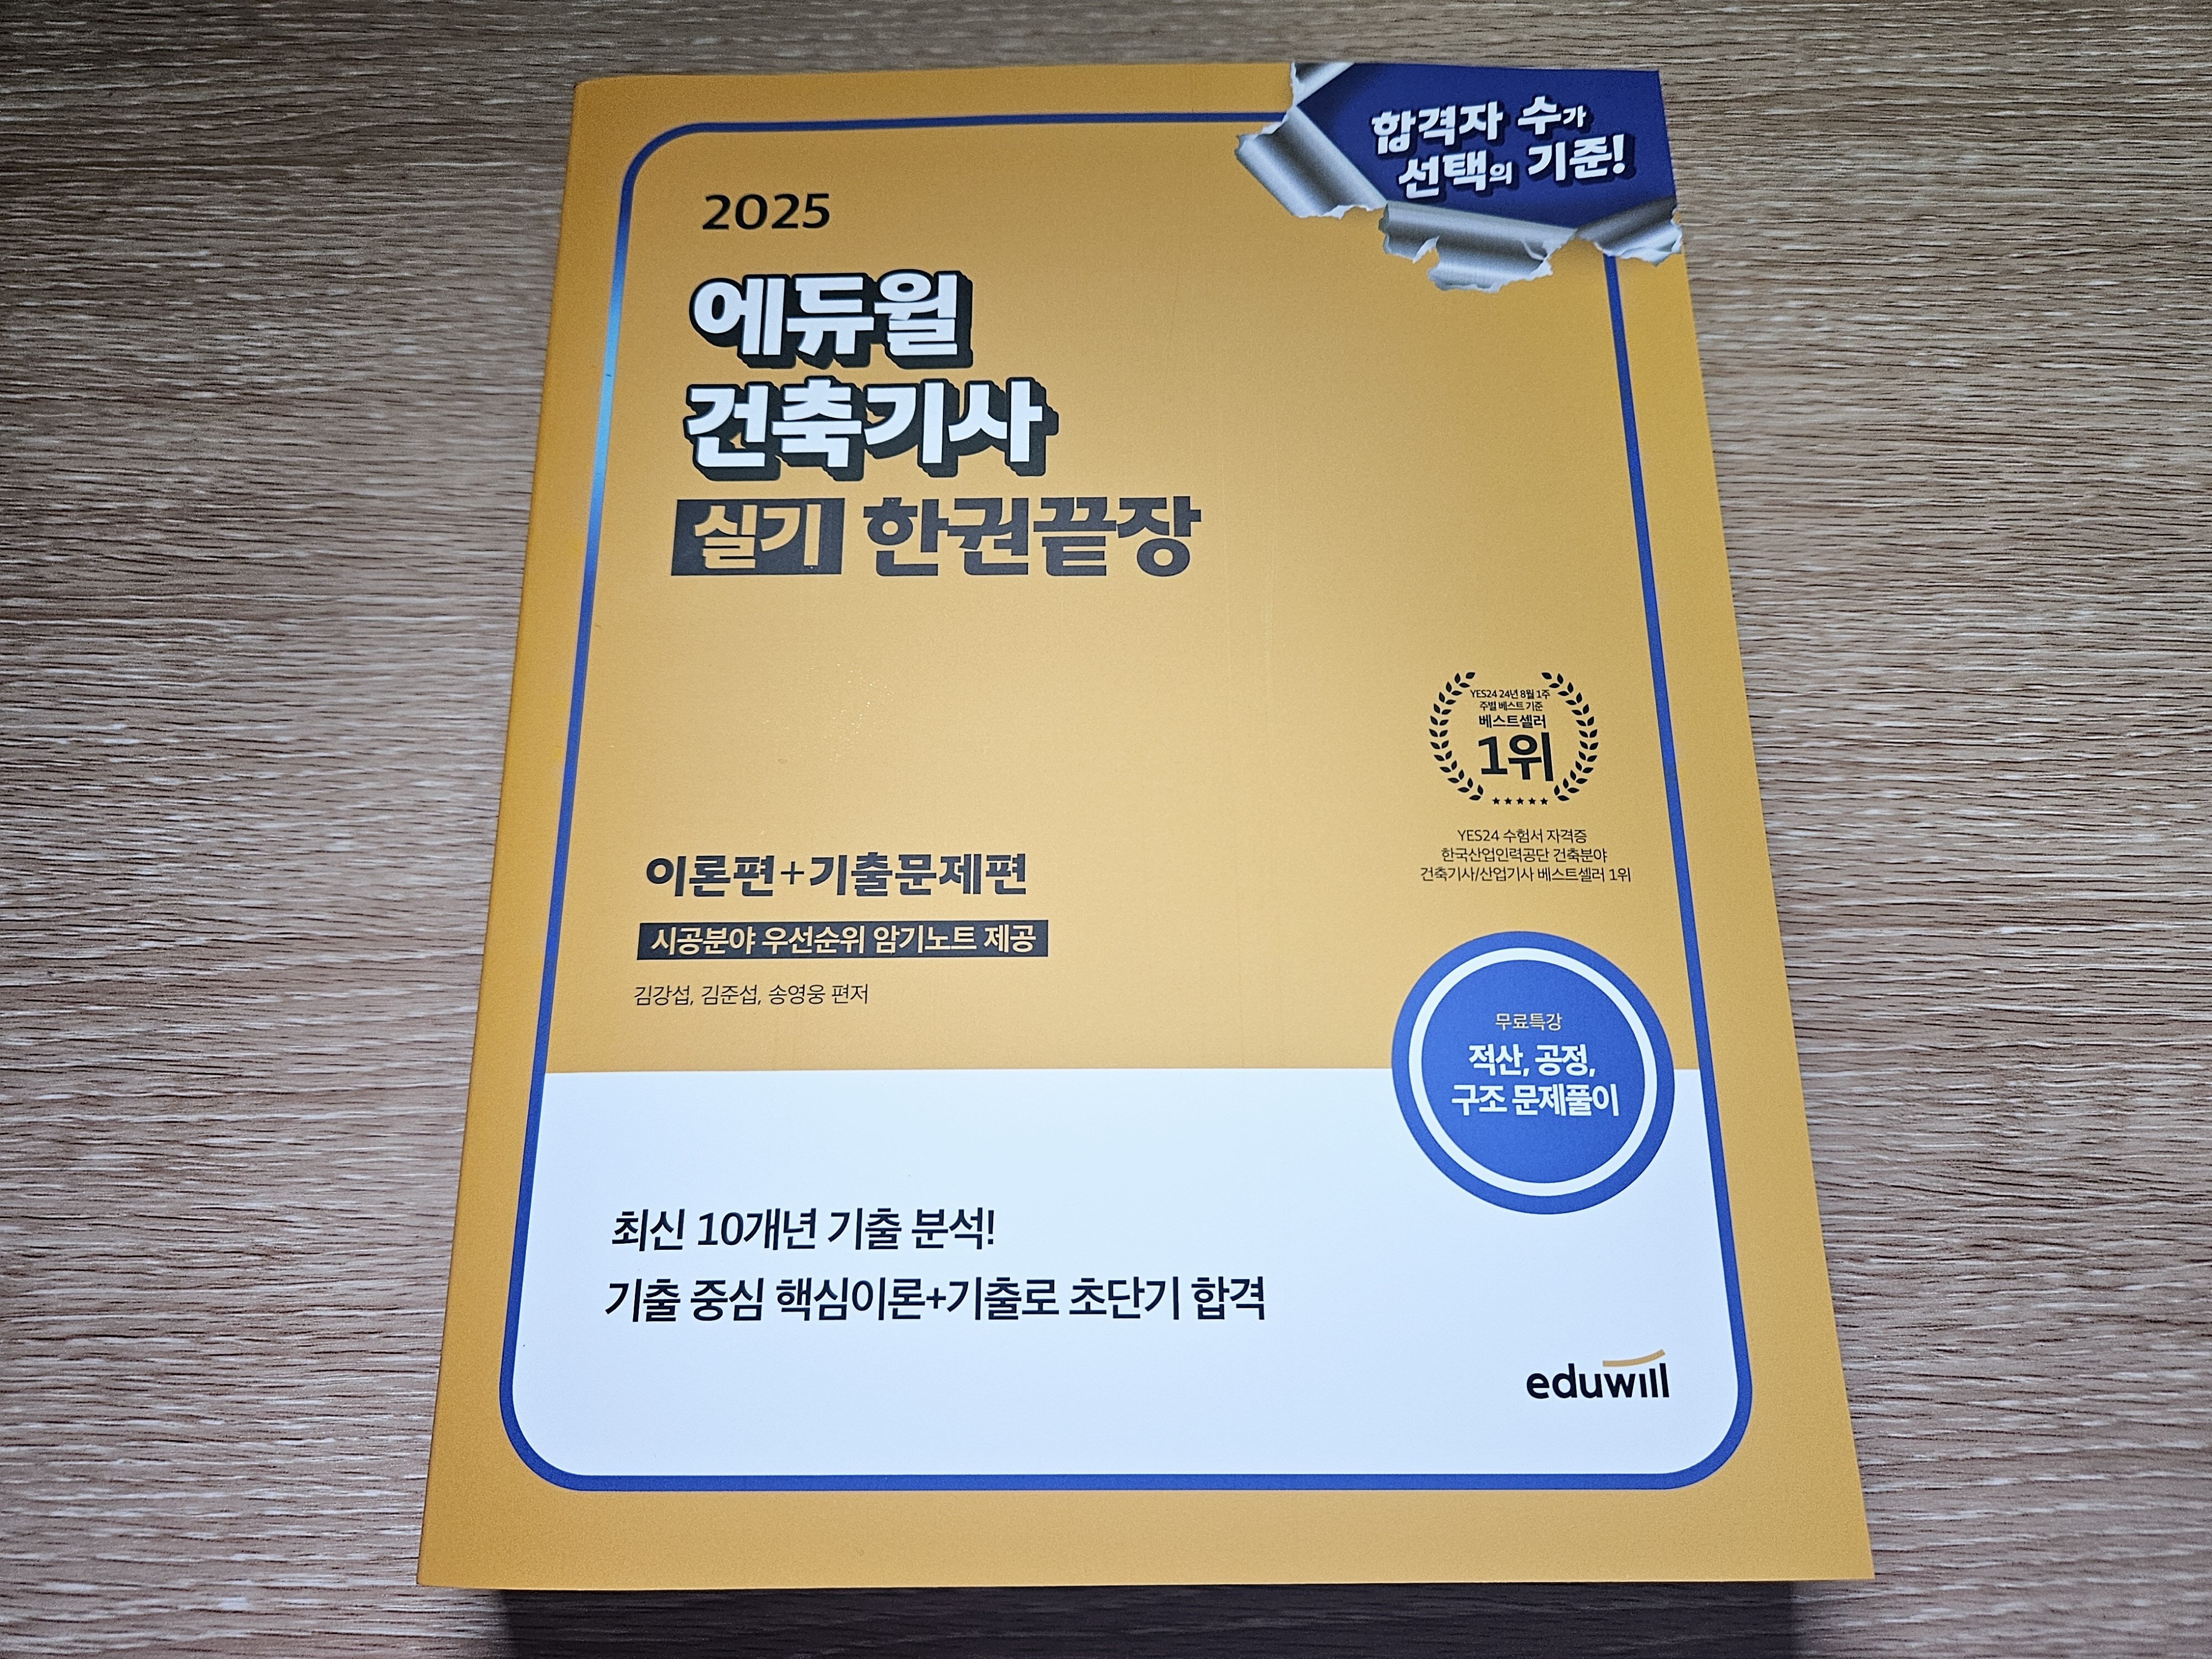 합격자 수가
선택의 기준!
2025
에듀윌
건축기사
실기 한권끝장
YES24 24년 8월 1주
주별 베스트 기준
베스트셀러
1위
YES24 수험서 자격증
한국산업인력공단 건축분야
건축기사/산업기사 베스트셀러 1위
이론편+기출문제편
시공분야 우선순위 암기노트 제공
김강섭, 김준섭, 송영웅 편저
무료특강
적산, 공정,
구조 문제풀이
최신 10개년 기출 분석!
기출 중심 핵심이론+기출로 초단기 합격
eduwill